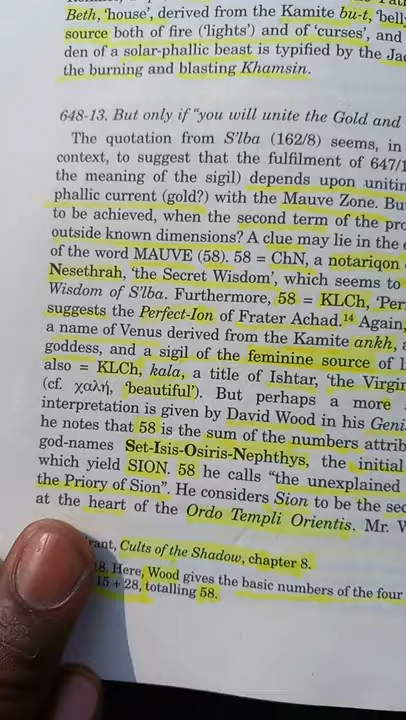 Beth, 'house', derived from the Kamite bu-t, 'belly
source both of fire ('lights') and of 'curses', and
den of a solar-phallic beast is typified by the Ja
the burning and blasting Khamsin.
648-13. But only if "you will unite the Gold and
The quotation from S'lba (162/8) seems, in
context, to suggest that the fulfilment of 647/1
the meaning of the sigil) depends upon unitin
phallic current (gold?) with the Mauve Zone. Bu
to be achieved, when the second term of the pro
outside known dimensions? A clue may lie in the
of the word MAUVE (58). 58 = ChN, a notariqon
Nesethrah, 'the Secret Wisdom', which seems to
Wisdom of S'lba. Furthermore, 58 = KLCh, 'Per
suggests the Perfect-Ion of Frater Achad.¹⁴ Again,
a name of Venus derived from the Kamite ankh, a
goddess, and a sigil of the feminine source of l
also = KLCh, kala, a title of Ishtar, 'the Virgin
(cf. χαλή, 'beautiful'). But perhaps a more
interpretation is given by David Wood in his Geni
he notes that 58 is the sum of the numbers attrib
god-names Set-Isis-Osiris-Nephthys, the initial
which yield SION. 58 he calls "the unexplained
the Priory of Sion". He considers Sion to be the sec
at the heart of the Ordo Templi Orientis. Mr. W
rant, Cults of the Shadow, chapter 8.
18. Here, Wood gives the basic numbers of the four
15 + 28, totalling 58.